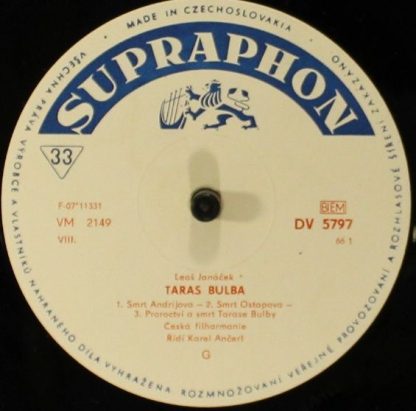 MADE IN CZECHOSLOVAKIA
SUPRAPHON
33
F-07*11331
VM 2149
VIII.
BIEM
DV 5797
66 1
Leoš Janáček
TARAS BULBA
1. Smrt Andrijova – 2. Smrt Ostapova –
3. Proroctví a smrt Tarase Bulby
Česká filharmonie
Řídí Karel Ančerl
G
VŠECHNA PRÁVA VÝROBCE A VLASTNÍKŮ NAHRANÉHO DÍLA VYHRAŽENA. ROZMNOŽOVÁNÍ VEŘEJNÉ PROVOZOVÁNÍ A ROZHLASOVÉ ŠÍŘENÍ ZAKÁZÁNO